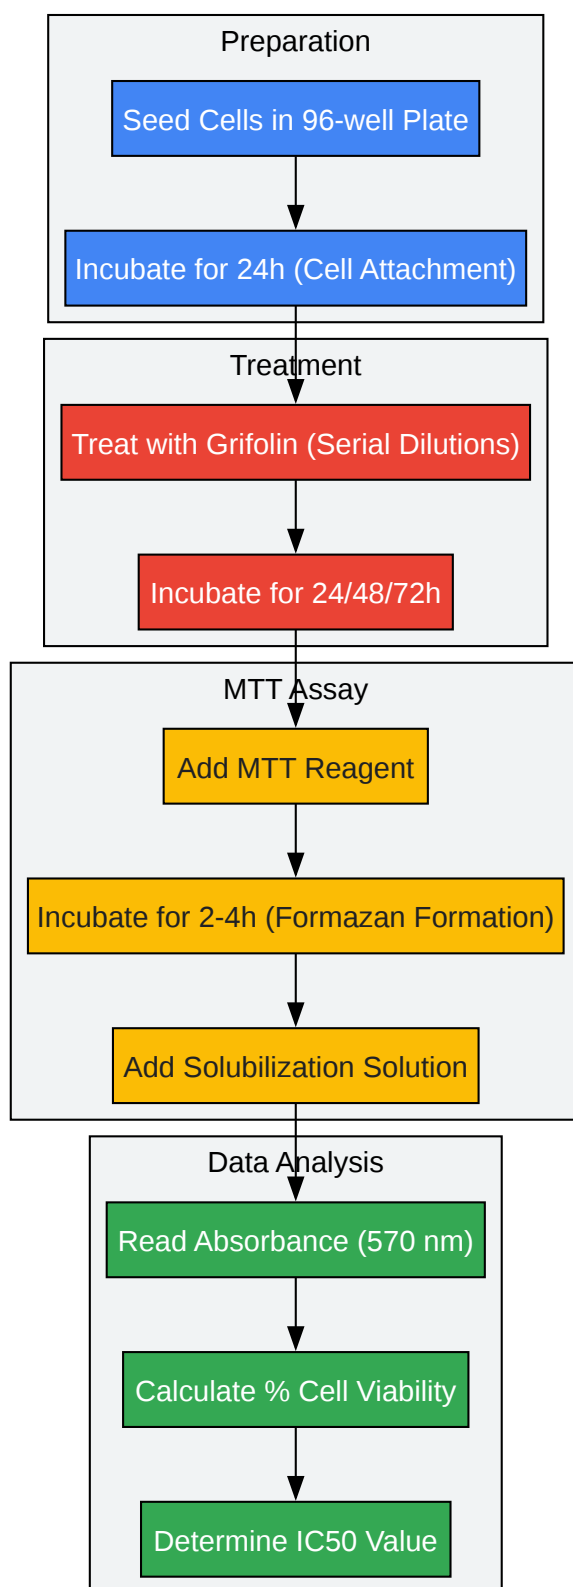 Preparation
Seed Cells in 96-well Plate
Incubate for 24h (Cell Attachment)
Treatment
Treat with Grifolin (Serial Dilutions)
Incubate for 24/48/72h
MTT Assay
Add MTT Reagent
Incubate for 2-4h (Formazan Formation)
Add Solubilization Solution
Data Analysis
Read Absorbance (570 nm)
Calculate % Cell Viability
Determine IC50 Value